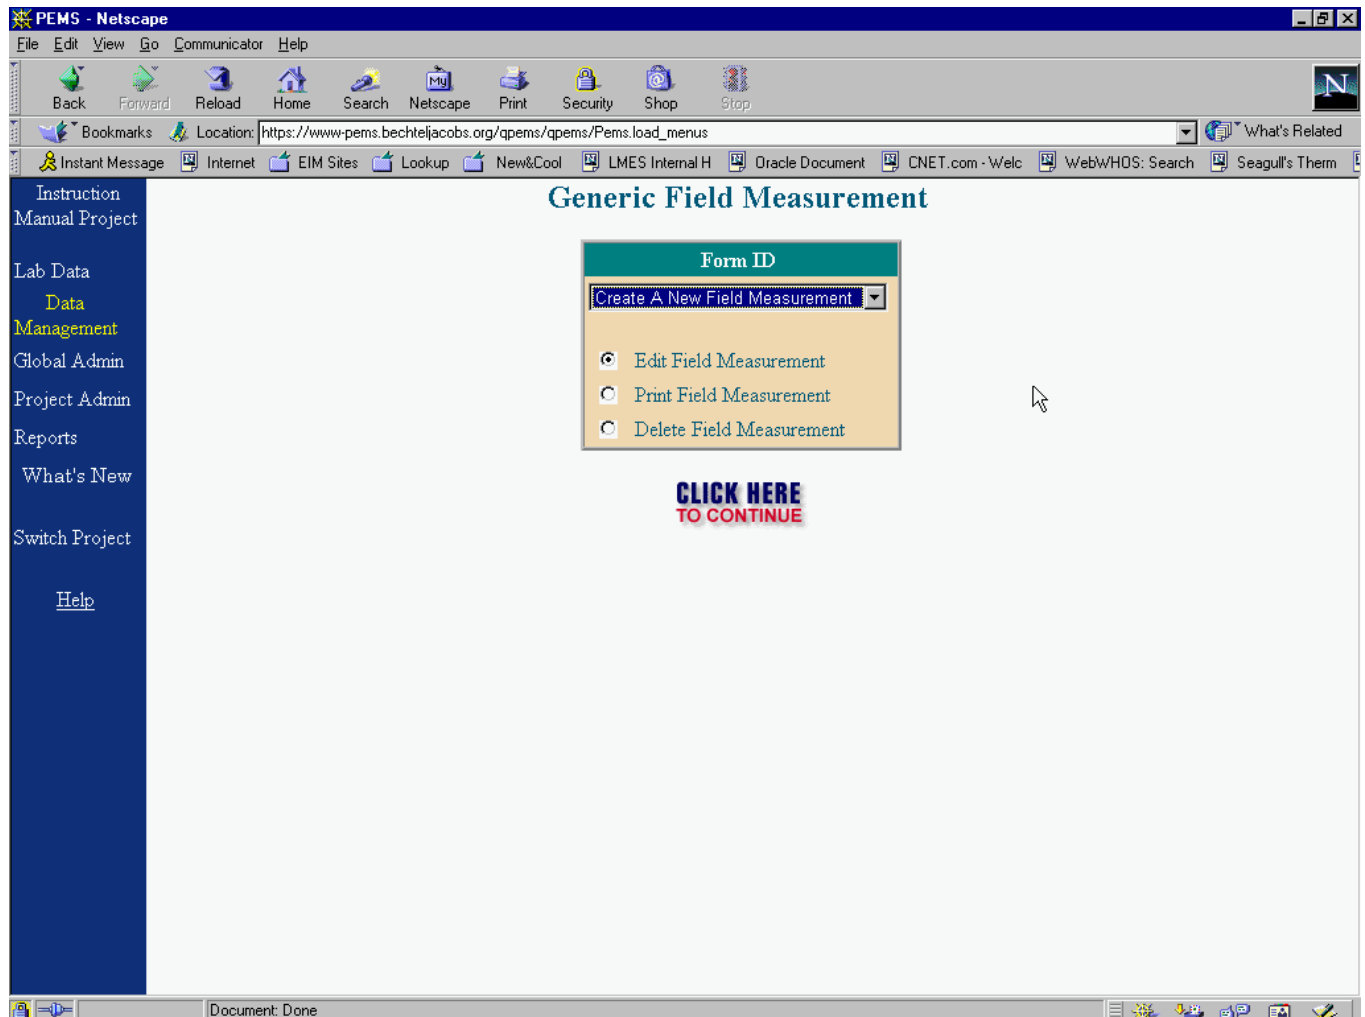 PEMS - Netscape
File Edit View Go Communicator Help
Back Forward Reload Home Search Netscape Print Security Shop Stop
My
N
Bookmarks Location: https://www-pems.bechteljacobs.org/qpems/qpems/Pems.load_menus What's Related
Instant Message Internet EIM Sites Lookup New&Cool LMES Internal H Oracle Document CNET.com - Welc WebWHOS: Search Seagull's Therm
Instruction
Manual Project
Lab Data
Data
Management
Global Admin
Project Admin
Reports
What's New
Switch Project
Help
Generic Field Measurement
Form ID
Create A New Field Measurement
Edit Field Measurement
Print Field Measurement
Delete Field Measurement
CLICK HERE
TO CONTINUE
Document: Done